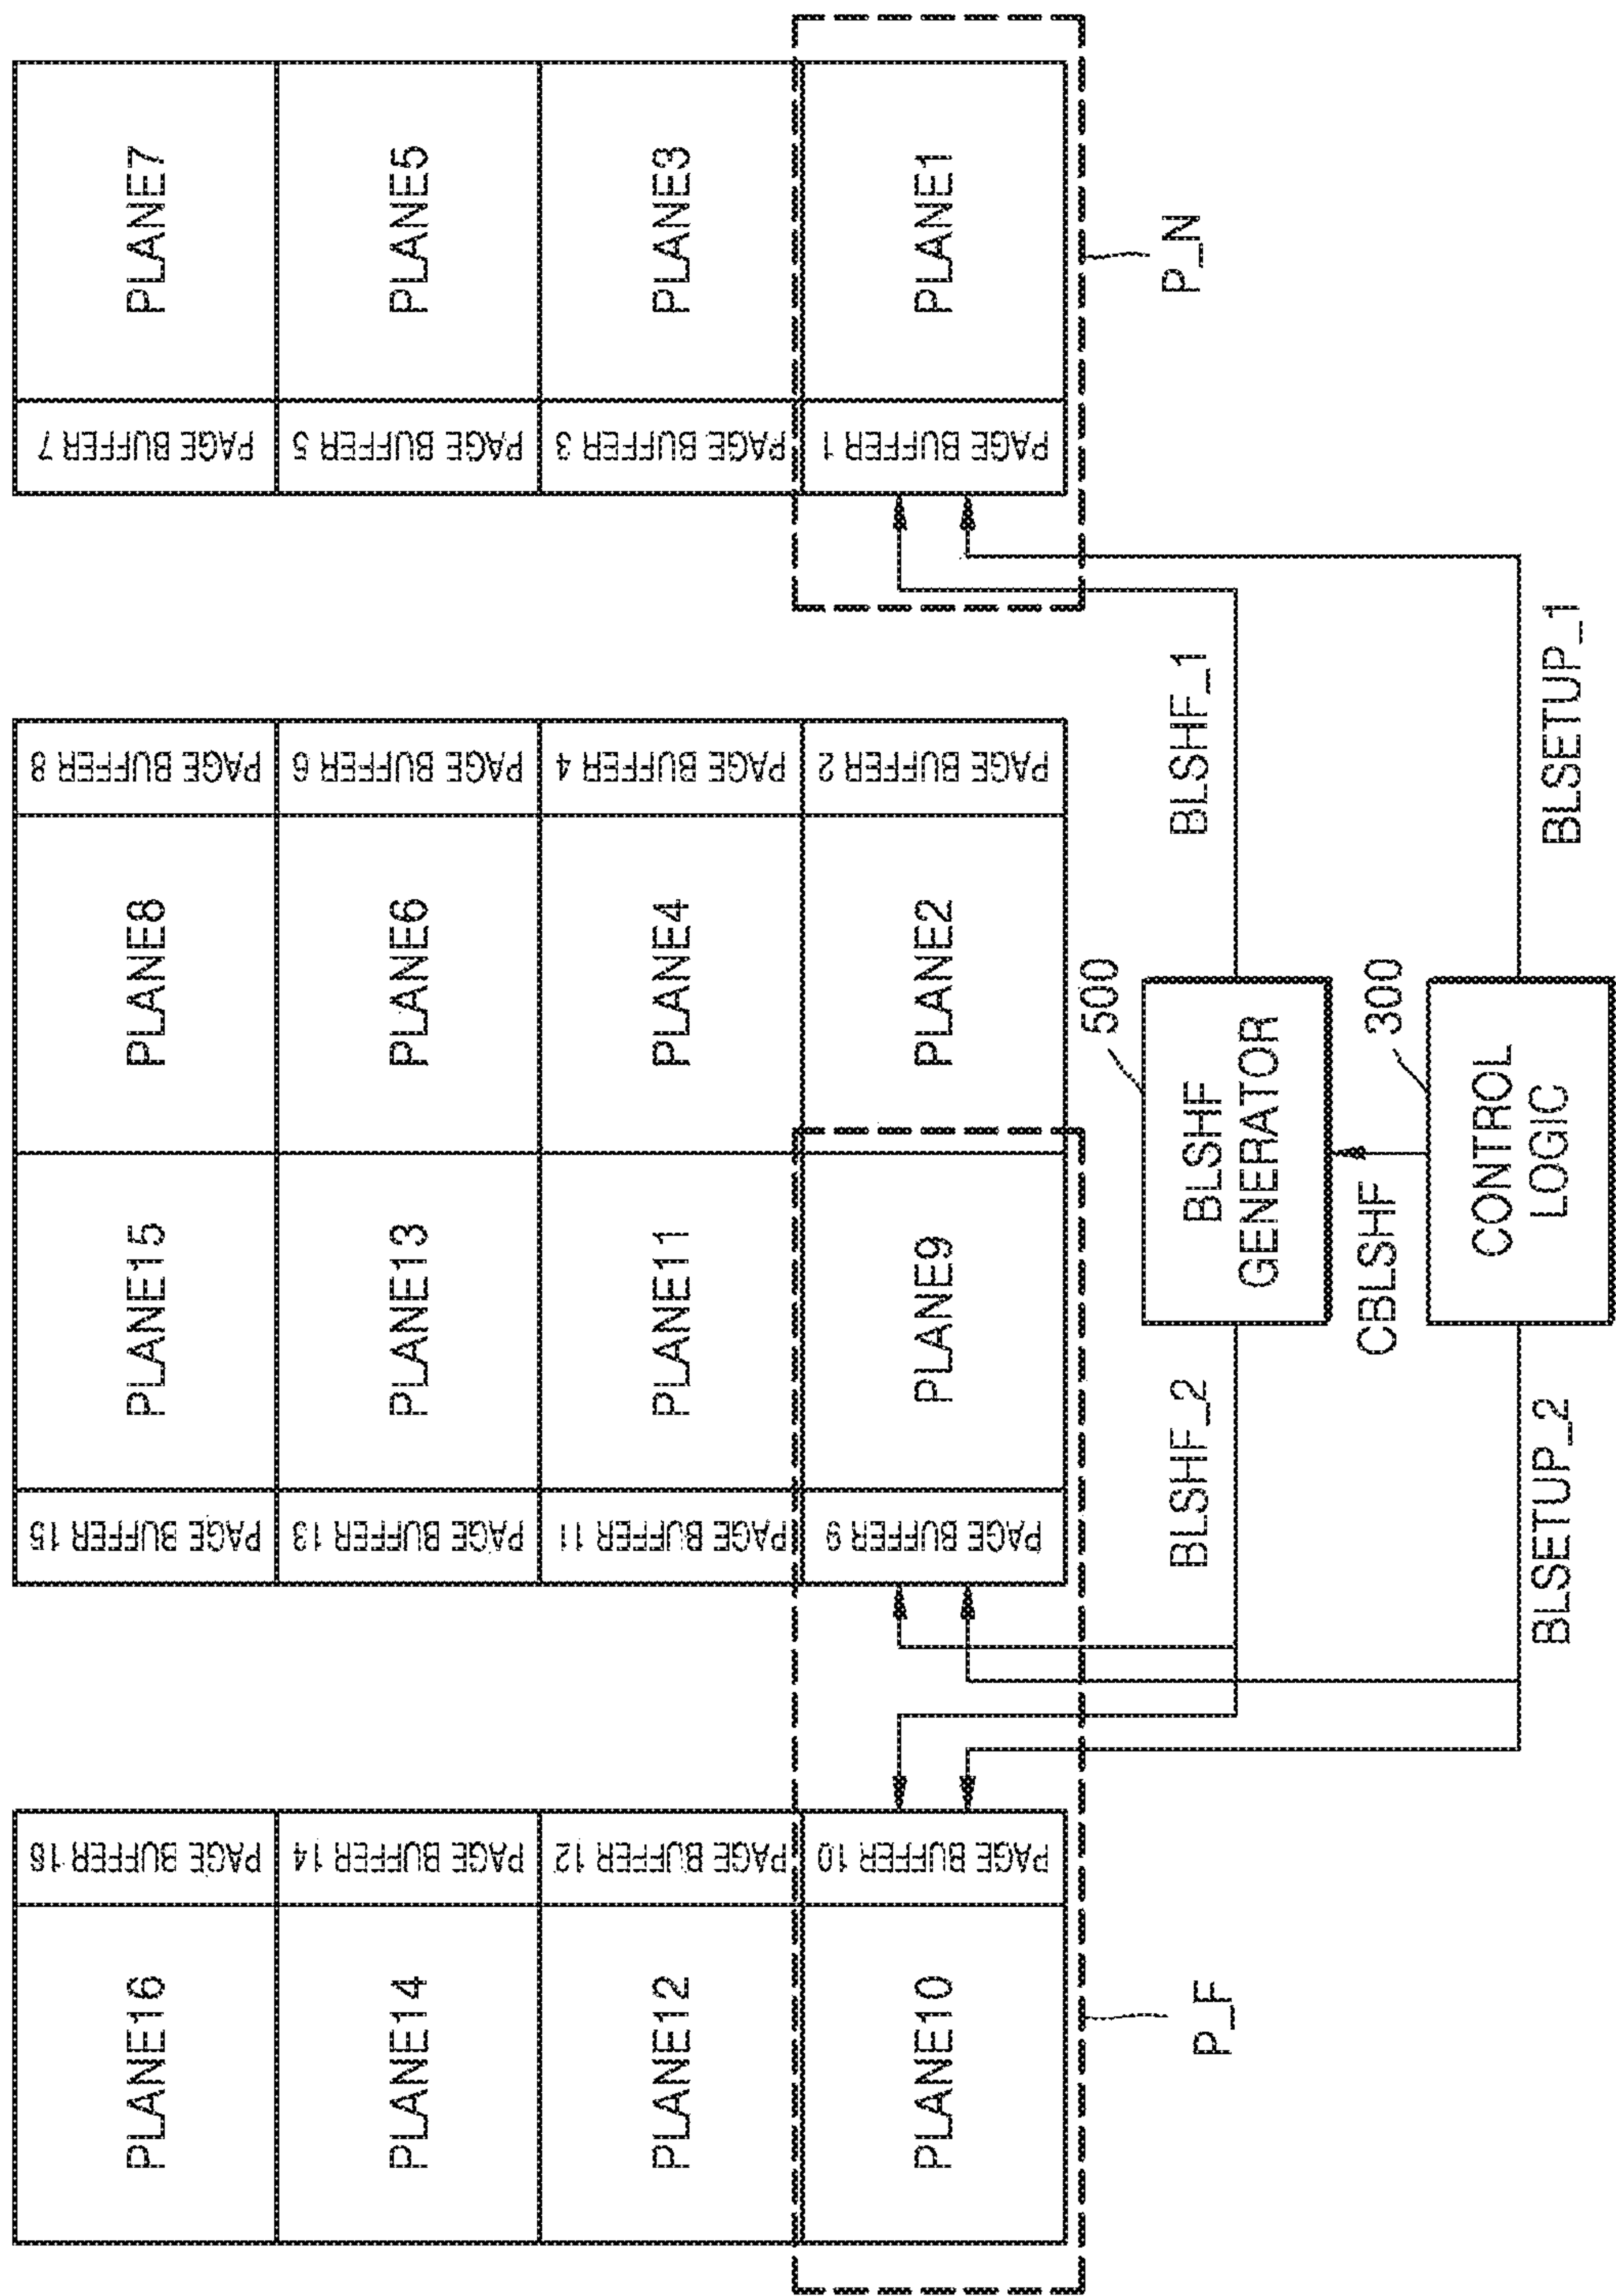 PLANE16
PAGE BUFFER 16
PAGE BUFFER 15
PLANE15
PLANE8
PAGE BUFFER 8
PAGE BUFFER 7
PLANE7
PLANE14
PAGE BUFFER 14
PAGE BUFFER 13
PLANE13
PLANE6
PAGE BUFFER 6
PAGE BUFFER 5
PLANE5
PLANE12
PAGE BUFFER 12
PAGE BUFFER 11
PLANE11
PLANE4
PAGE BUFFER 4
PAGE BUFFER 3
PLANE3
PLANE10
PAGE BUFFER 10
PAGE BUFFER 9
PLANE9
PLANE2
PAGE BUFFER 2
PAGE BUFFER 1
PLANE1
P_F
BLSHF_2
500
BLSHF
GENERATOR
BLSHF_1
P_N
CBLSHF
300
BLSETUP_2
CONTROL
LOGIC
BLSETUP_1